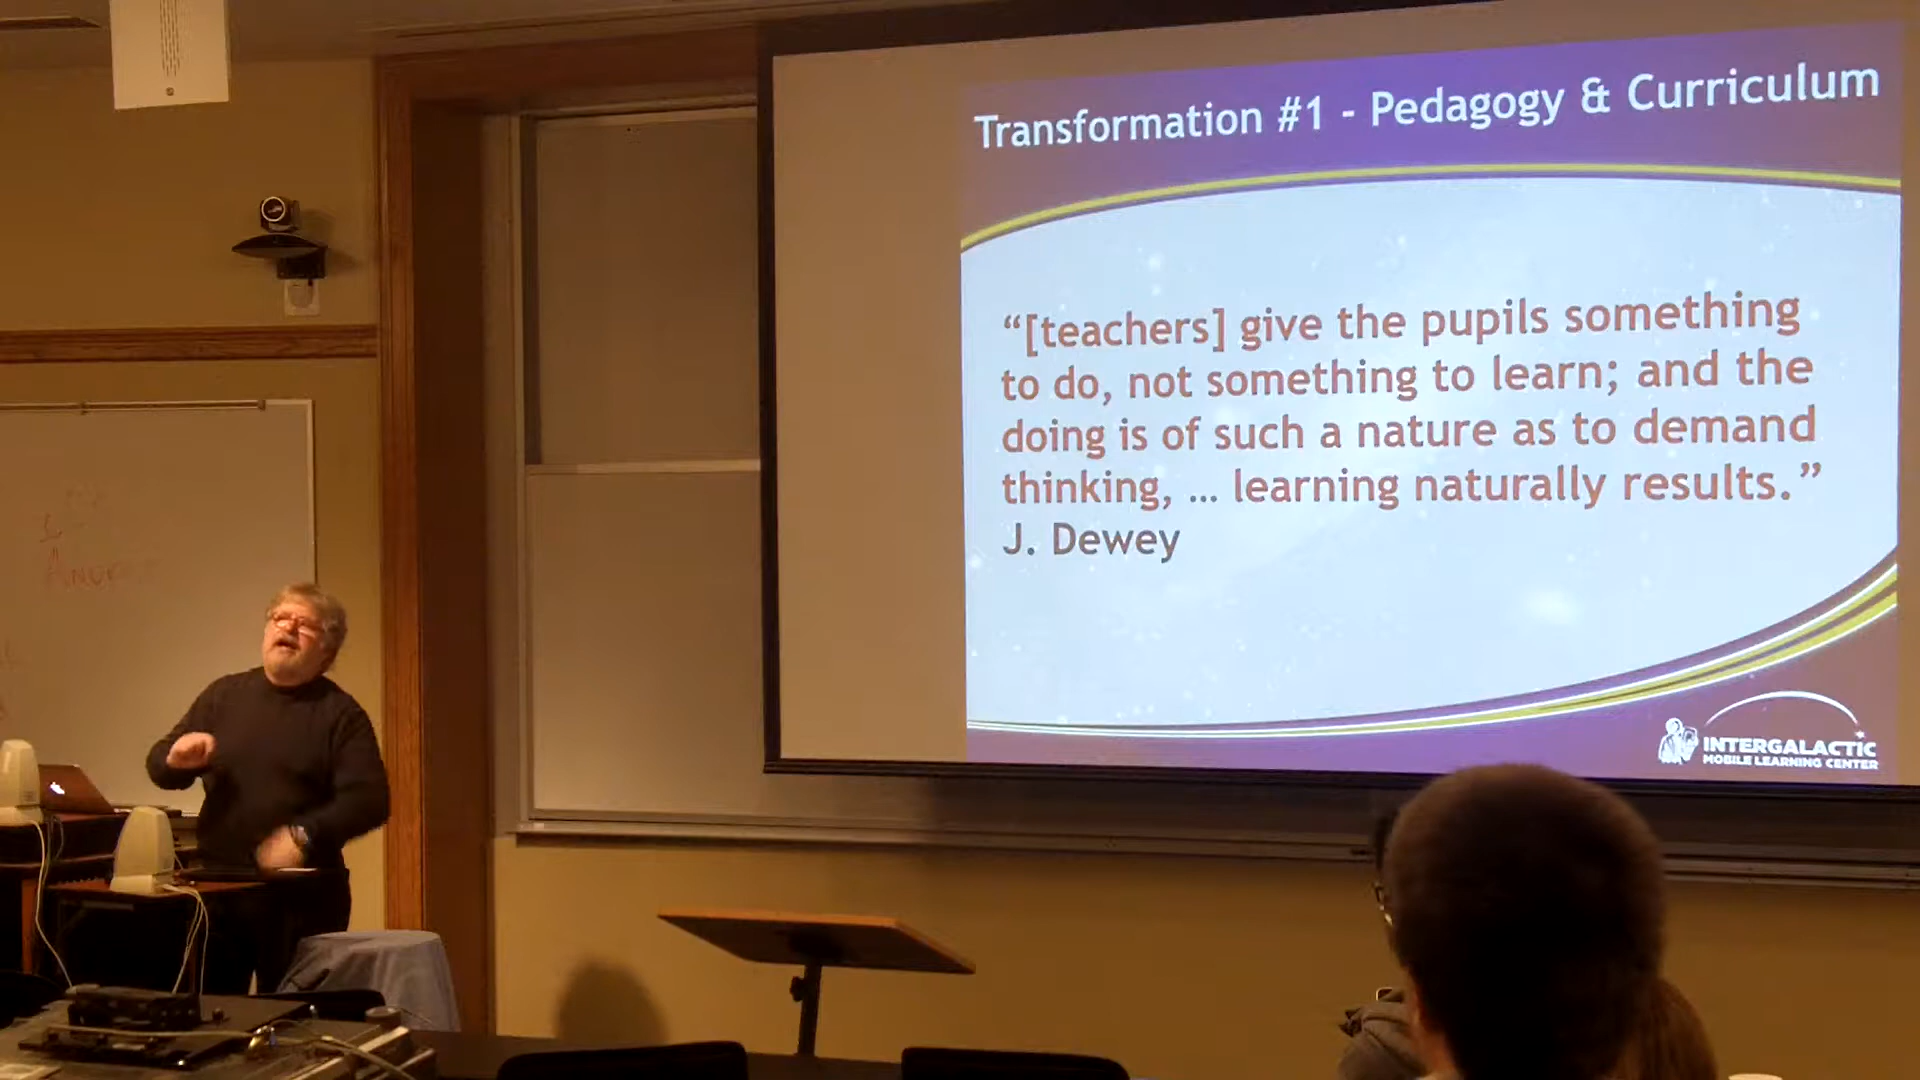 Transformation #1 - Pedagogy & Curriculum
“[teachers] give the pupils something
to do, not something to learn; and the
doing is of such a nature as to demand
thinking, ... learning naturally results.”
J. Dewey
INTERGALACTIC
MOBILE LEARNING CENTER